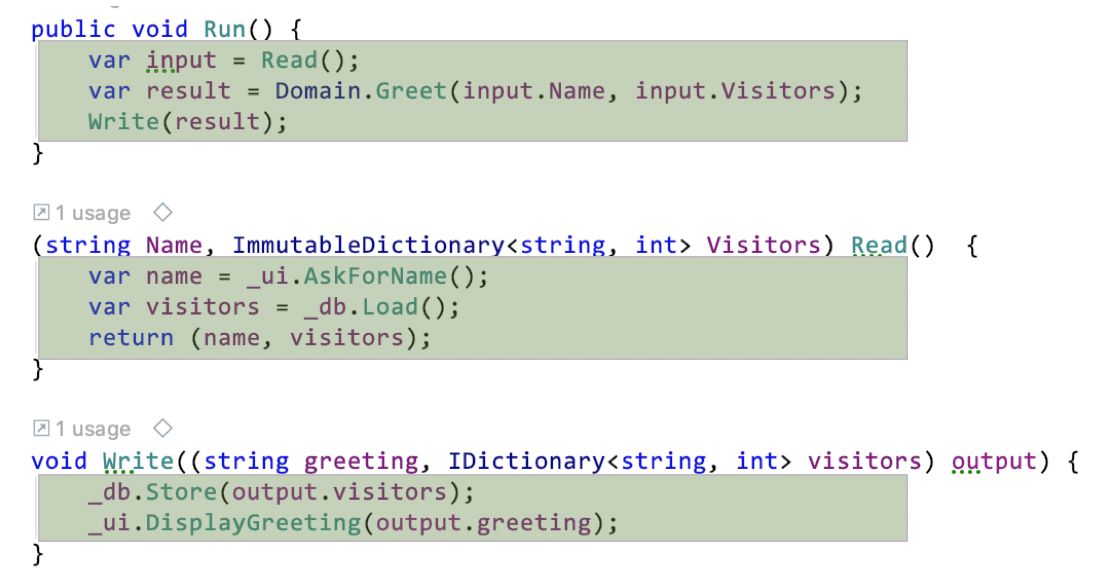 public void Run() {
    var input = Read();
    var result = Domain.Greet(input.Name, input.Visitors);
    Write(result);
}
1 usage
(string Name, ImmutableDictionary<string, int> Visitors) Read()  {
    var name = _ui.AskForName();
    var visitors = _db.Load();
    return (name, visitors);
}
1 usage
void Write((string greeting, IDictionary<string, int> visitors) output) {
    _db.Store(output.visitors);
    _ui.DisplayGreeting(output.greeting);
}